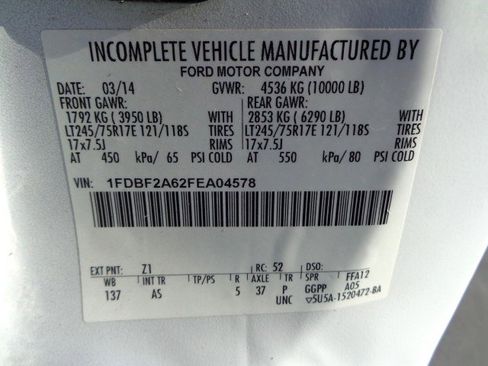 INCOMPLETE VEHICLE MANUFACTURED BY
FORD MOTOR COMPANY
DATE: 03/14 GVWR: 4536 KG (10000 LB)
FRONT GAWR: REAR GAWR:
1792 KG ( 3950 LB) WITH 2853 KG ( 6290 LB) WITH
LT245/75R17E 121/118S TIRES LT245/75R17E 121/118S TIRES
17x7.5J RIMS 17x7.5J RIMS
AT 450 kPa/ 65 PSI COLD AT 550 kPa/ 80 PSI COLD
VIN: 1FDBF2A62FEA04578
EXT PNT: Z1 RC: 52 DSO: FFA12
WB INT TR TP/PS R AXLE TR SPR A05
137 AS 5 37 P GGPP
UNC ▽5U5A-1520472-BA